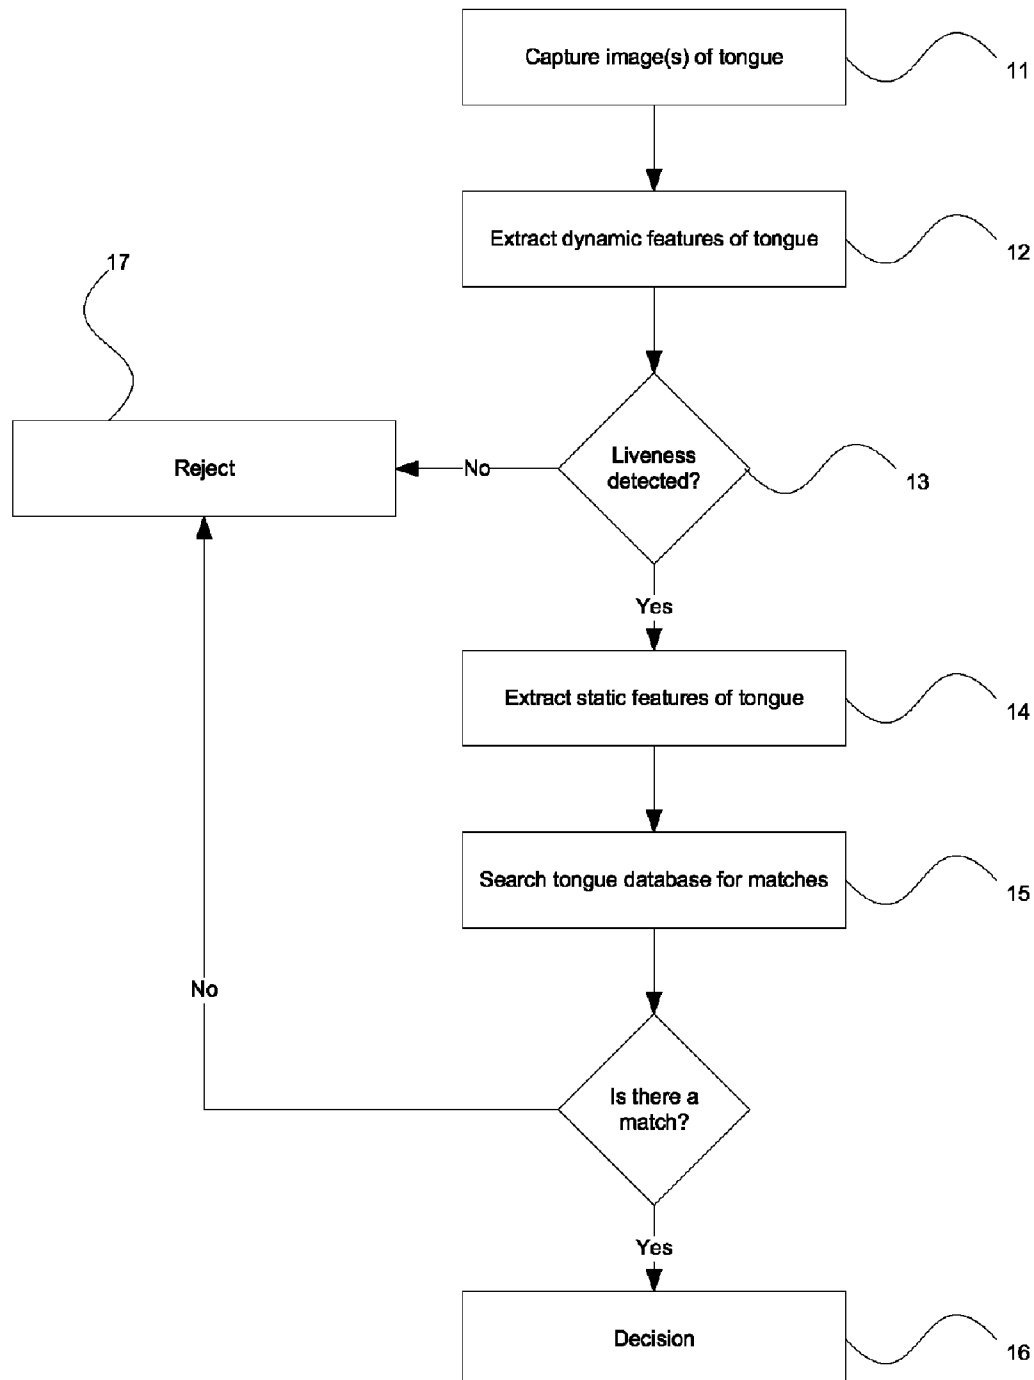 Capture image(s) of tongue
11
Extract dynamic features of tongue
12
17
Reject
No
Liveness
detected?
13
Yes
Extract static features of tongue
14
Search tongue database for matches
15
No
Is there a
match?
Yes
Decision
16